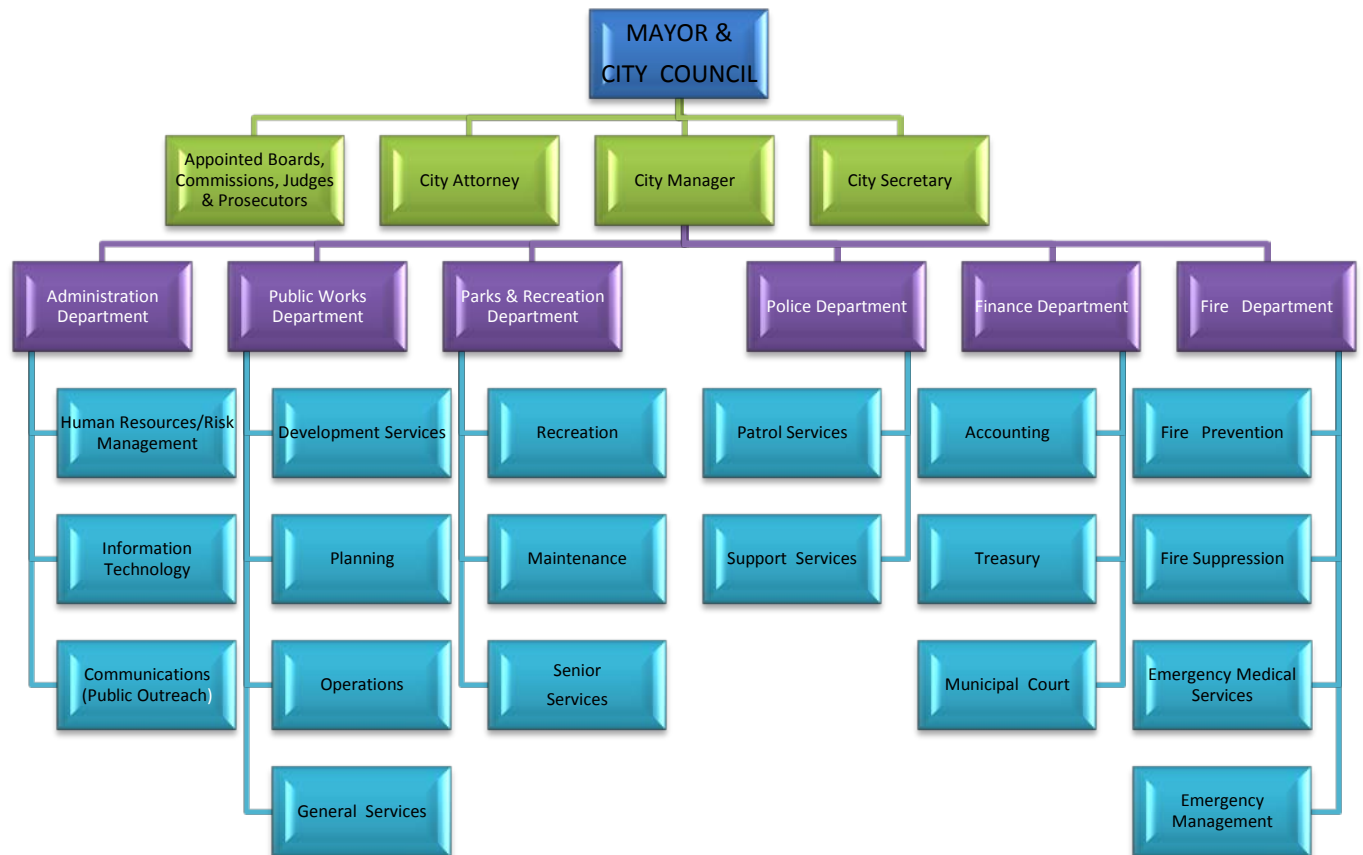 MAYOR &
CITY COUNCIL
Appointed Boards,
Commissions, Judges
& Prosecutors
City Attorney
City Manager
City Secretary
Administration
Department
Public Works
Department
Parks & Recreation
Department
Police Department
Finance Department
Fire Department
Human Resources/Risk
Management
Development Services
Recreation
Patrol Services
Accounting
Fire Prevention
Information
Technology
Planning
Maintenance
Support Services
Treasury
Fire Suppression
Communications
(Public Outreach)
Operations
Senior
Services
Municipal Court
Emergency Medical
Services
General Services
Emergency
Management